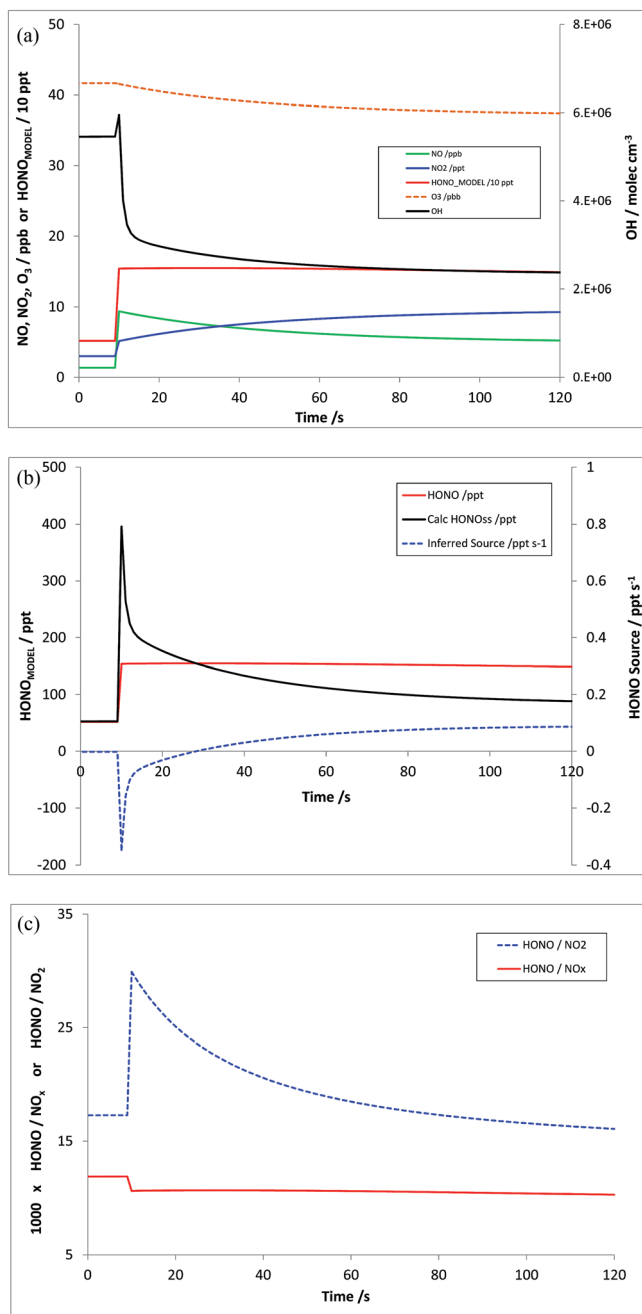 (a)
50
45
40
35
30
25
20
15
10
5
0
NO, NO2, O3 / ppb or HONOMODEL / 10 ppt
8.E+06
6.E+06
4.E+06
2.E+06
0.E+00
OH / molec cm-3
NO /ppb
NO2 /ppt
HONO_MODEL /10 ppt
O3 /pbb
OH
0 20 40 60 80 100 120
Time /s
(b)
500
400
300
200
100
0
-100
-200
HONOMODEL / ppt
1
0.8
0.6
0.4
0.2
0
-0.2
-0.4
HONO Source / ppt s-1
HONO /ppt
Calc HONOss /ppt
Inferred Source /ppt s-1
0 20 40 60 80 100 120
Time /s
(c)
35
25
15
5
1000 x HONO / NOx or HONO / NO2
HONO / NO2
HONO / NOx
0 20 40 60 80 100 120
Time /s